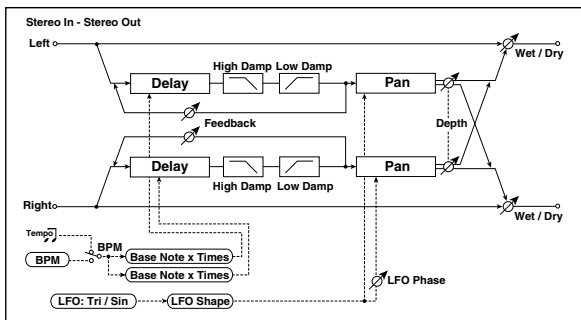 Stereo In - Stereo Out
Left
Wet / Dry
High Damp
Low Damp
Delay
Pan
Feedback
Depth
Delay
Pan
High Damp
Low Damp
Right
Wet / Dry
Tempo
BPM
BPM
Base Note x Times
Base Note x Times
LFO Phase
LFO: Tri / Sin
LFO Shape